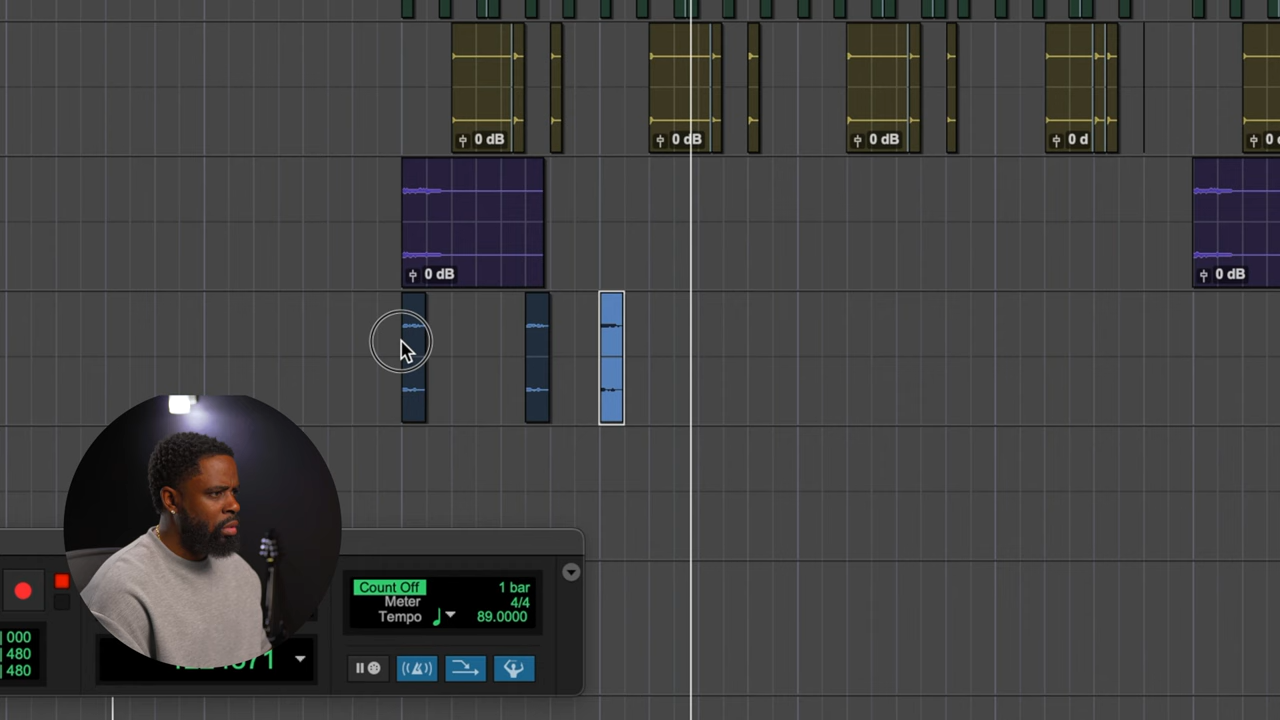 0 dB 0 dB 0 dB 0 d
0 dB 0 dB
Count Off 1 bar
Meter 4/4
Tempo 89.0000
000
480
480